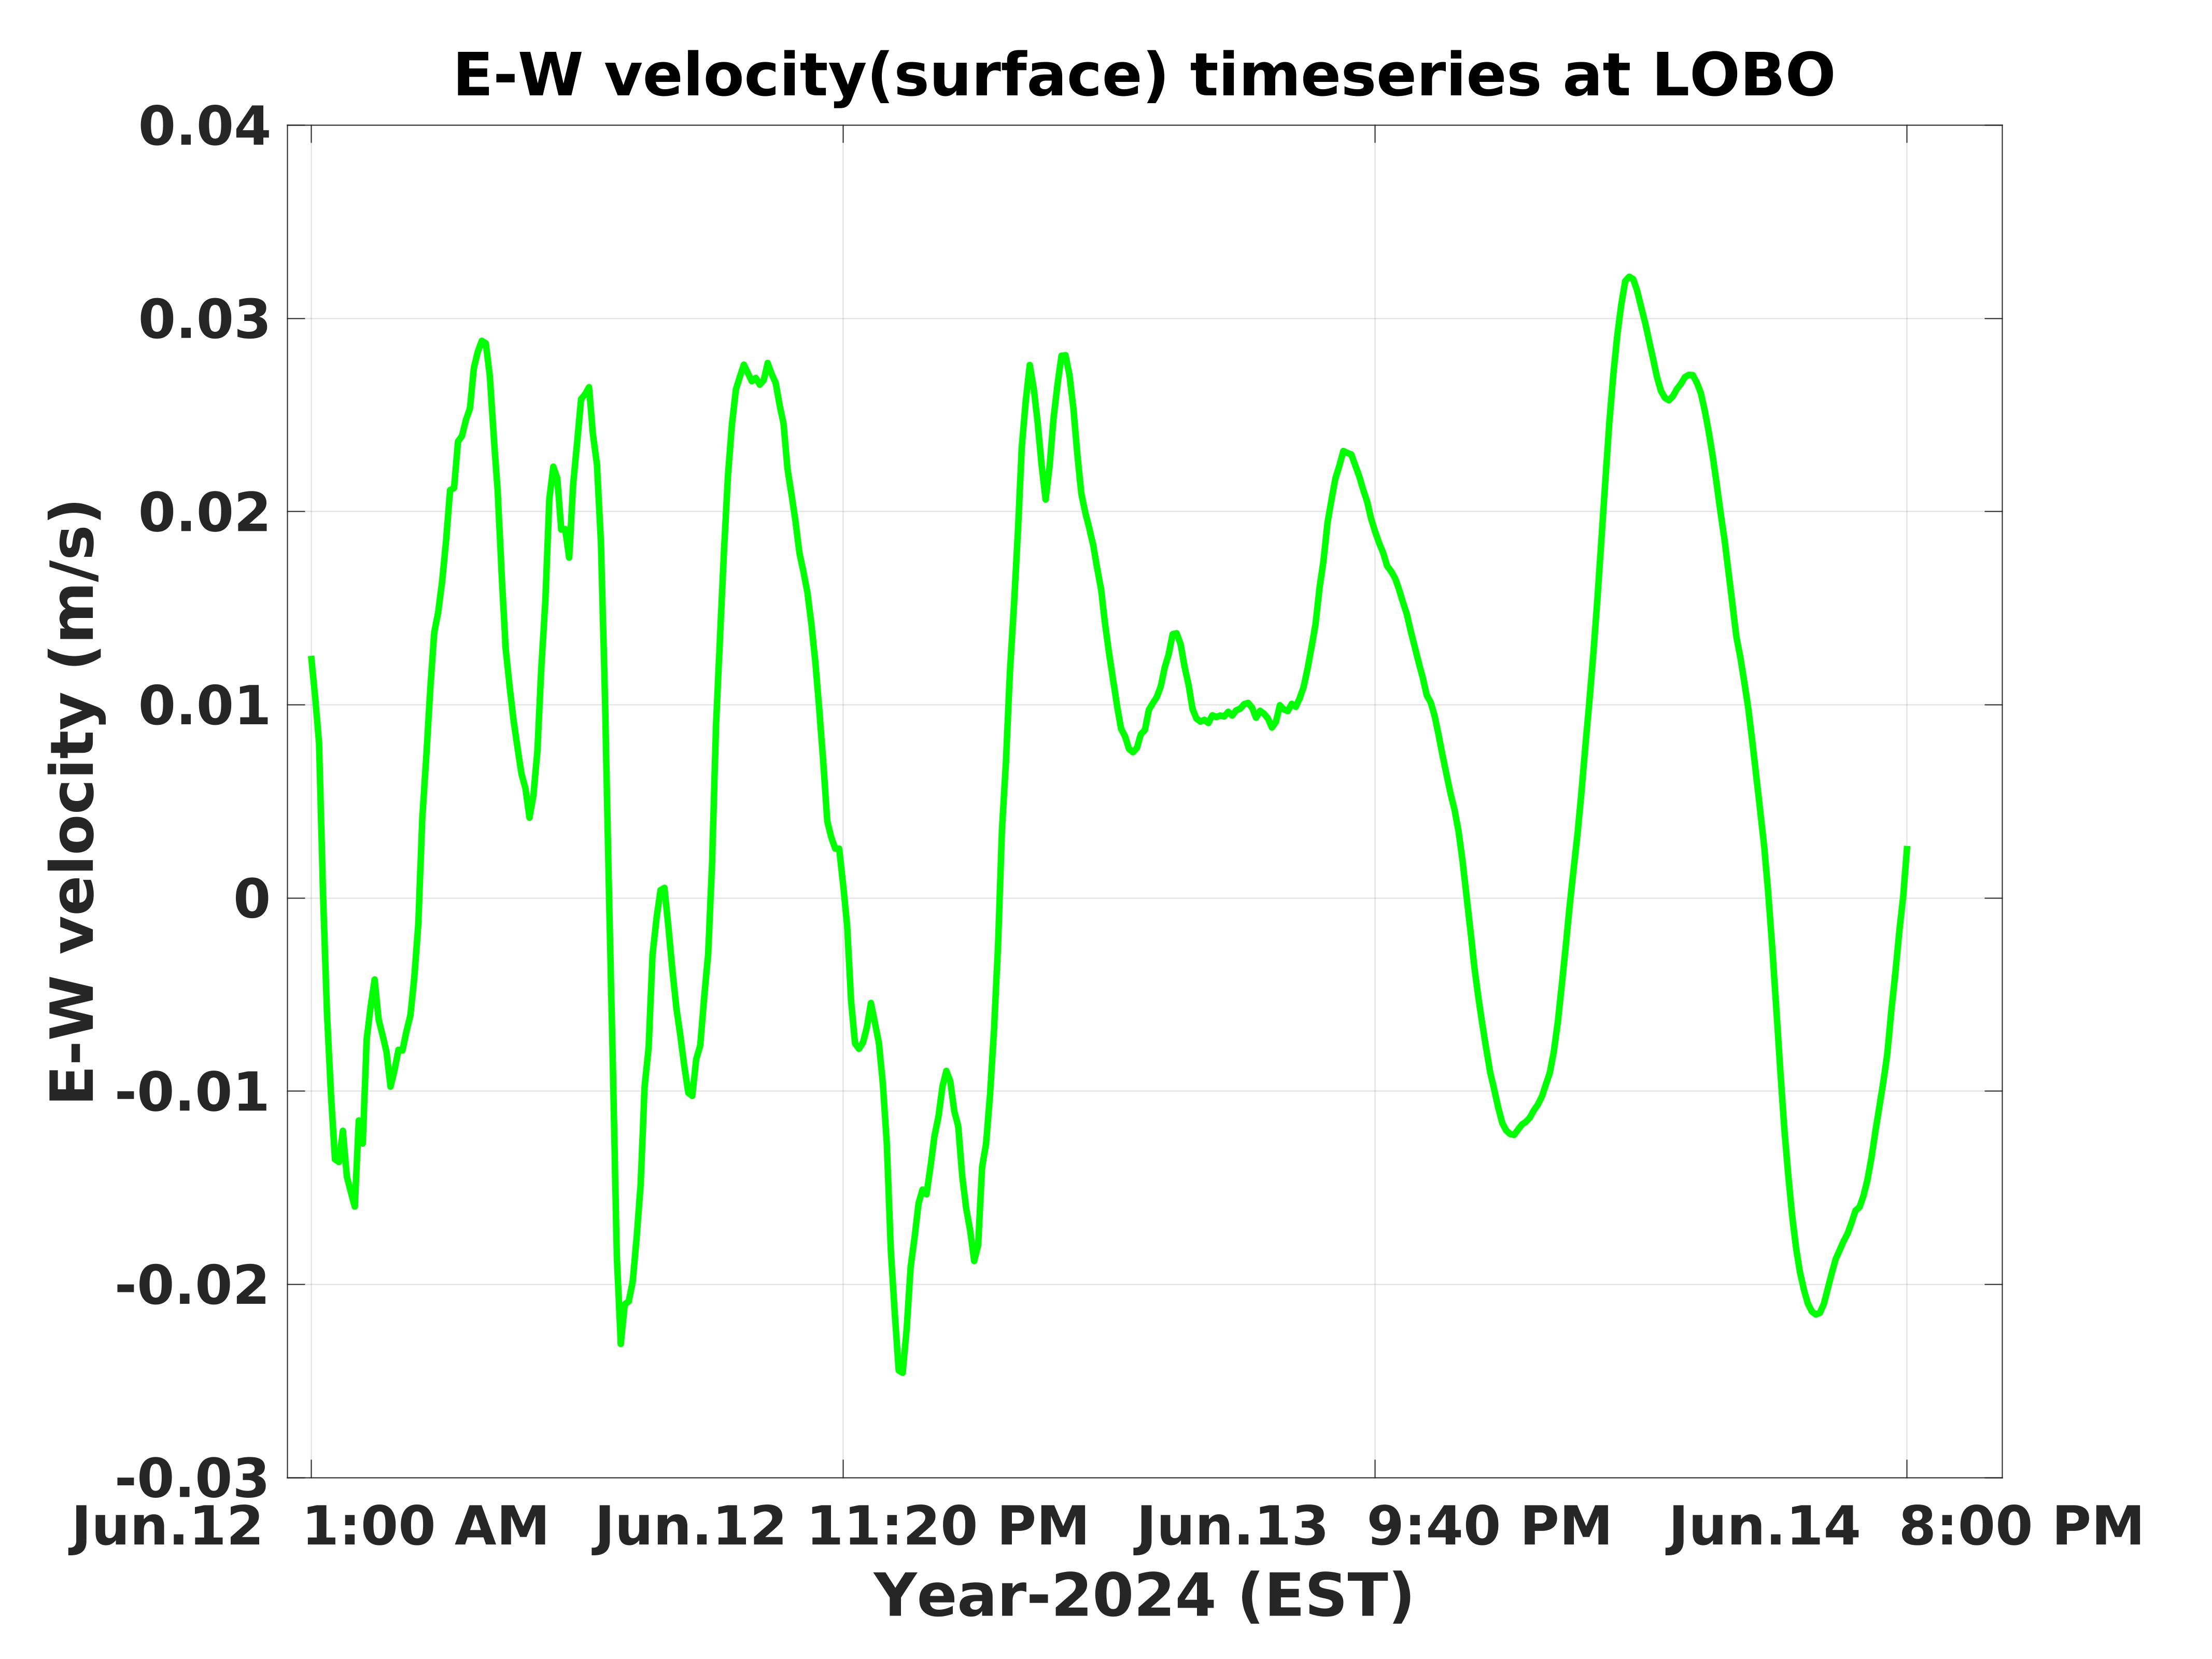 E-W velocity(surface) timeseries at LOBO
E-W velocity (m/s)
0.04
0.03
0.02
0.01
0
-0.01
-0.02
-0.03
Jun.12 1:00 AM Jun.12 11:20 PM Jun.13 9:40 PM Jun.14 8:00 PM
Year-2024 (EST)